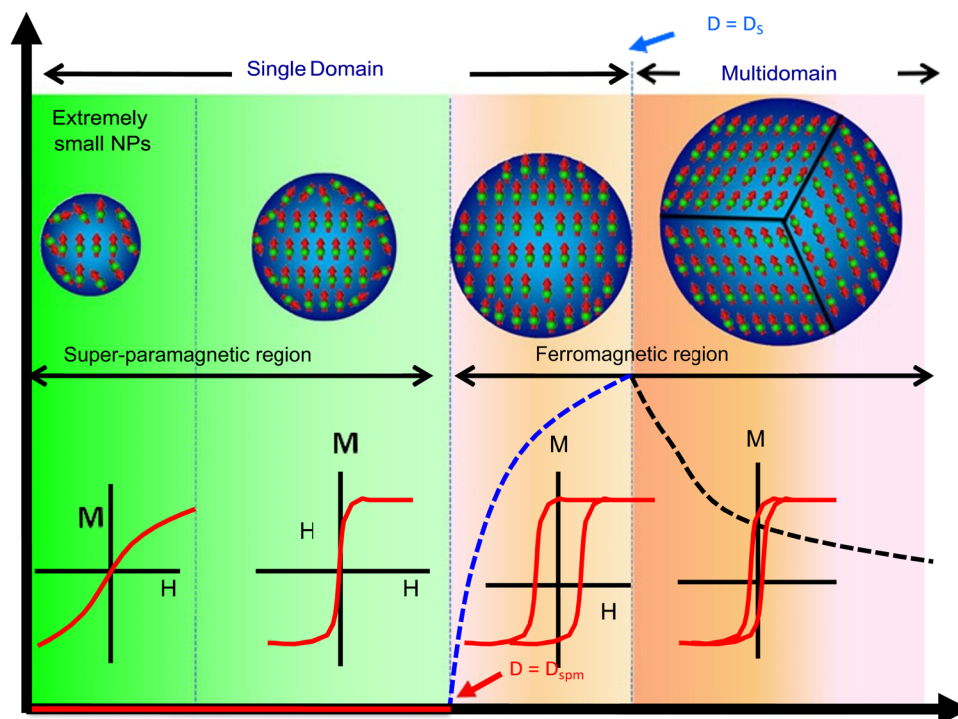 D = Ds
Single Domain
Multidomain
Extremely
small NPs
Super-paramagnetic region
Ferromagnetic region
M
H
M
H
H
M
H
M
D = Dspm